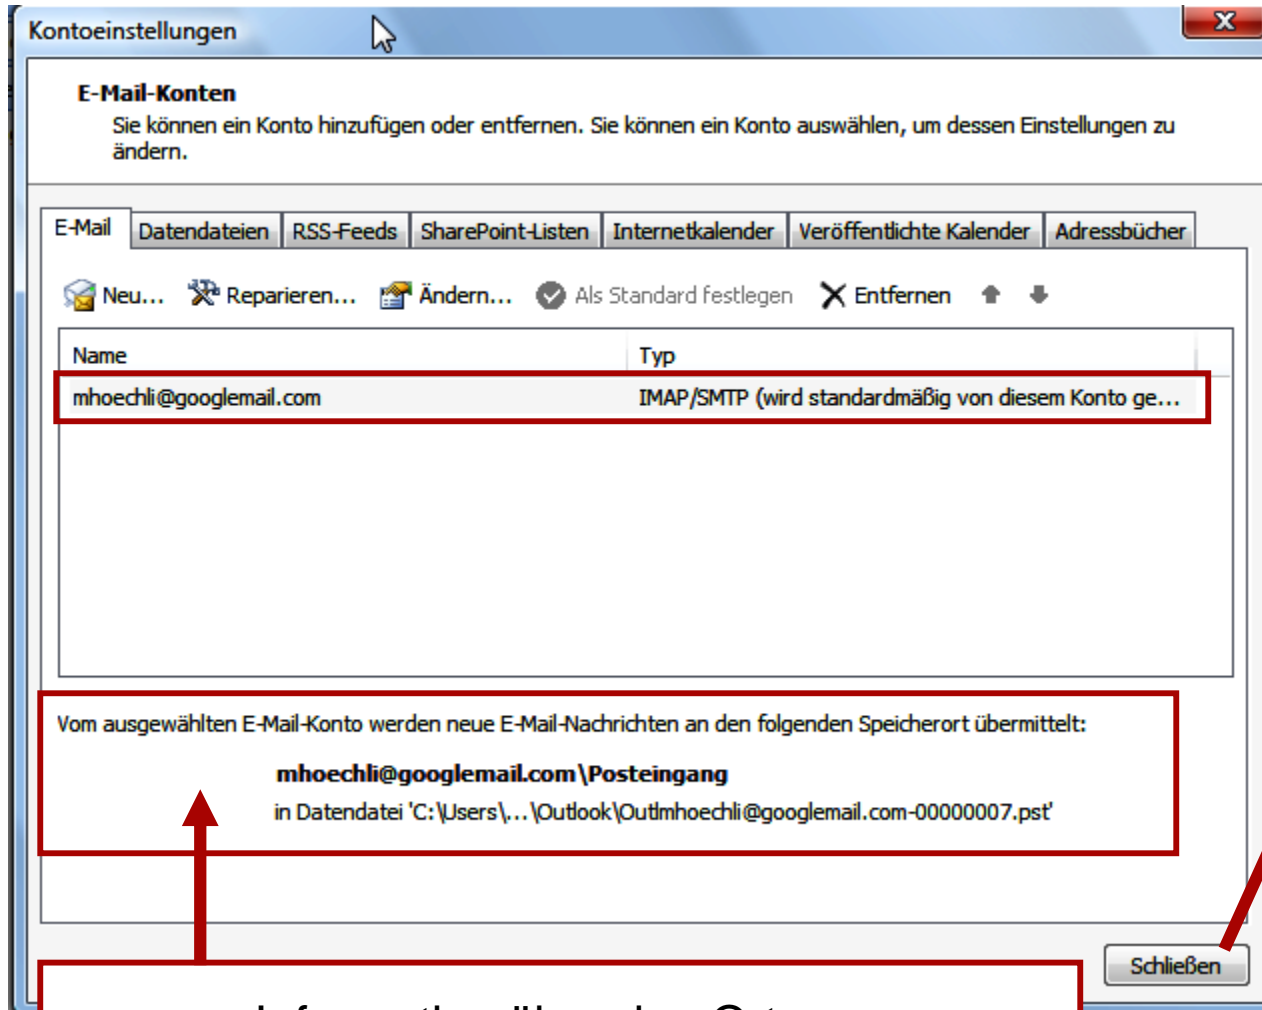 Kontoeinstellungen
E-Mail-Konten
Sie können ein Konto hinzufügen oder entfernen. Sie können ein Konto auswählen, um dessen Einstellungen zu
ändern.
E-Mail Datendateien RSS-Feeds SharePoint-Listen Internetkalender Veröffentlichte Kalender Adressbücher
Neu... Reparieren... Ändern... Als Standard festlegen Entfernen
Name Typ
mhoechli@googlemail.com IMAP/SMTP (wird standardmäßig von diesem Konto ge...
Vom ausgewählten E-Mail-Konto werden neue E-Mail-Nachrichten an den folgenden Speicherort übermittelt:
mhoechli@googlemail.com\Posteingang
in Datendatei 'C:\Users\...\Outlook\Outlmhoechli@googlemail.com-00000007.pst'
Schließen
Information über den Ort